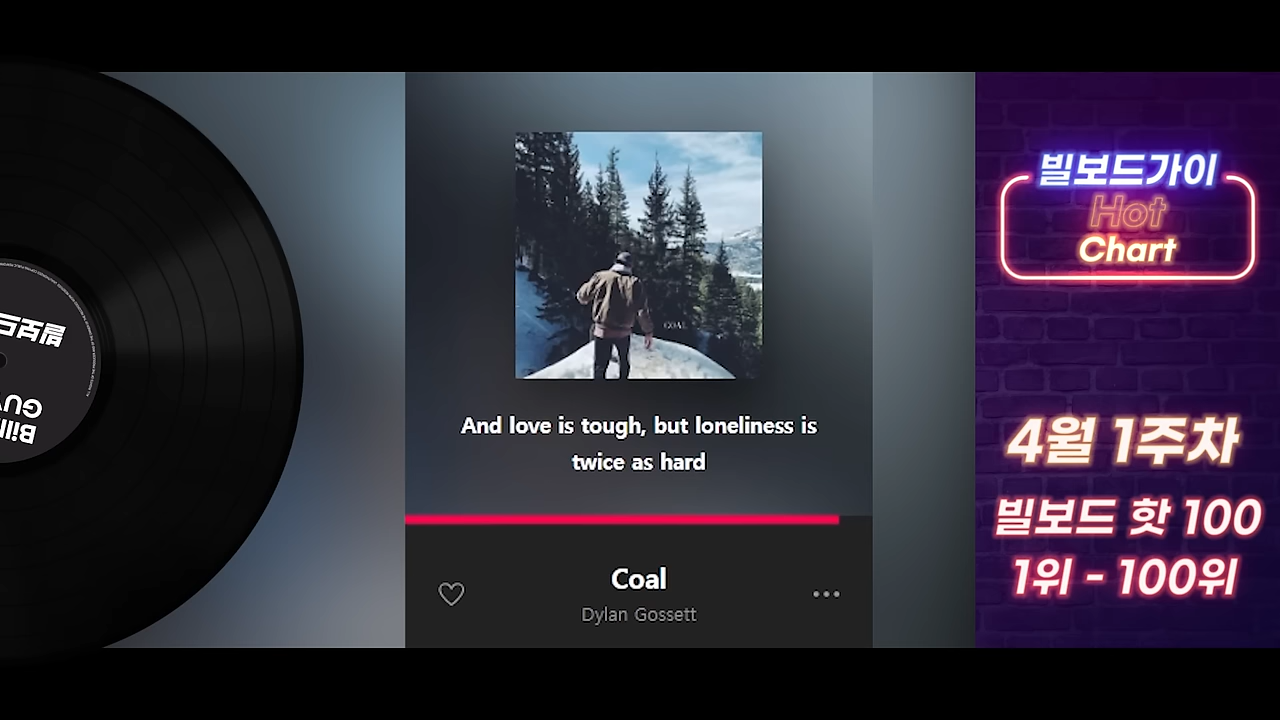 COAL
And love is tough, but loneliness is
twice as hard
Coal
Dylan Gossett
빌보드가이
Hot
Chart
4월 1주차
빌보드 핫 100
1위 - 100위